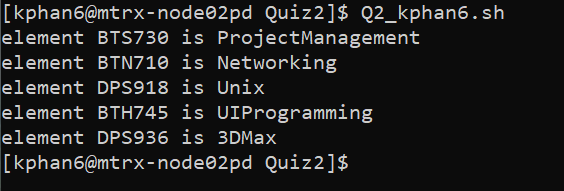 [kphan6@mtrx-node02pd Quiz2]$ Q2_kphan6.sh
element BTS730 is ProjectManagement
element BTN710 is Networking
element DPS918 is Unix
element BTH745 is UIProgramming
element DPS936 is 3DMax
[kphan6@mtrx-node02pd Quiz2]$